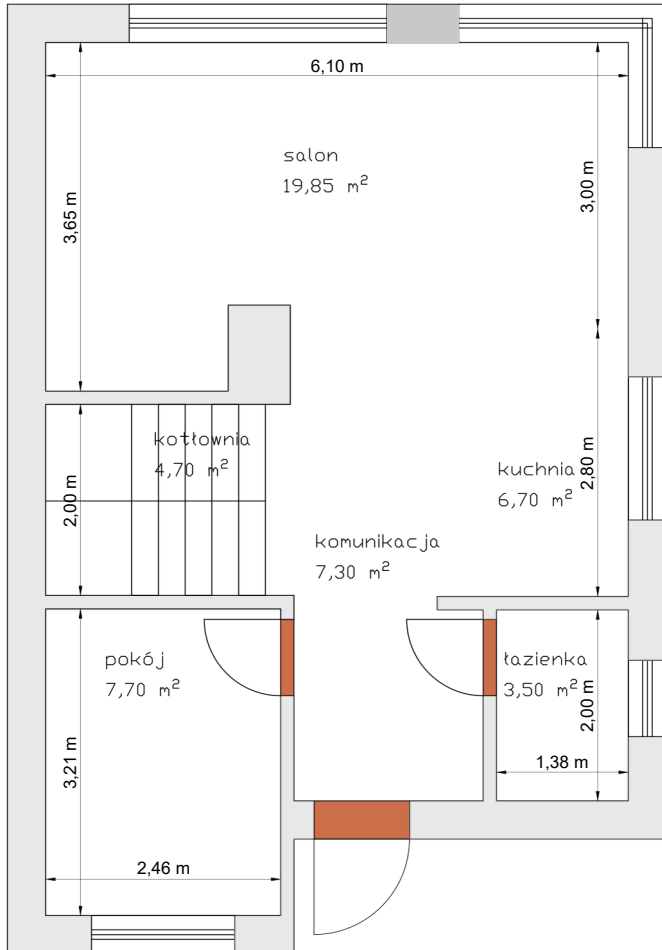 6,10 m
salon
19,85 m²
3,65 m
3,00 m
kotłownia
4,70 m²
2,00 m
kuchnia
6,70 m²
2,80 m
komunikacja
7,30 m²
pokój
7,70 m²
łazienka
3,50 m²
2,00 m
3,21 m
1,38 m
2,46 m